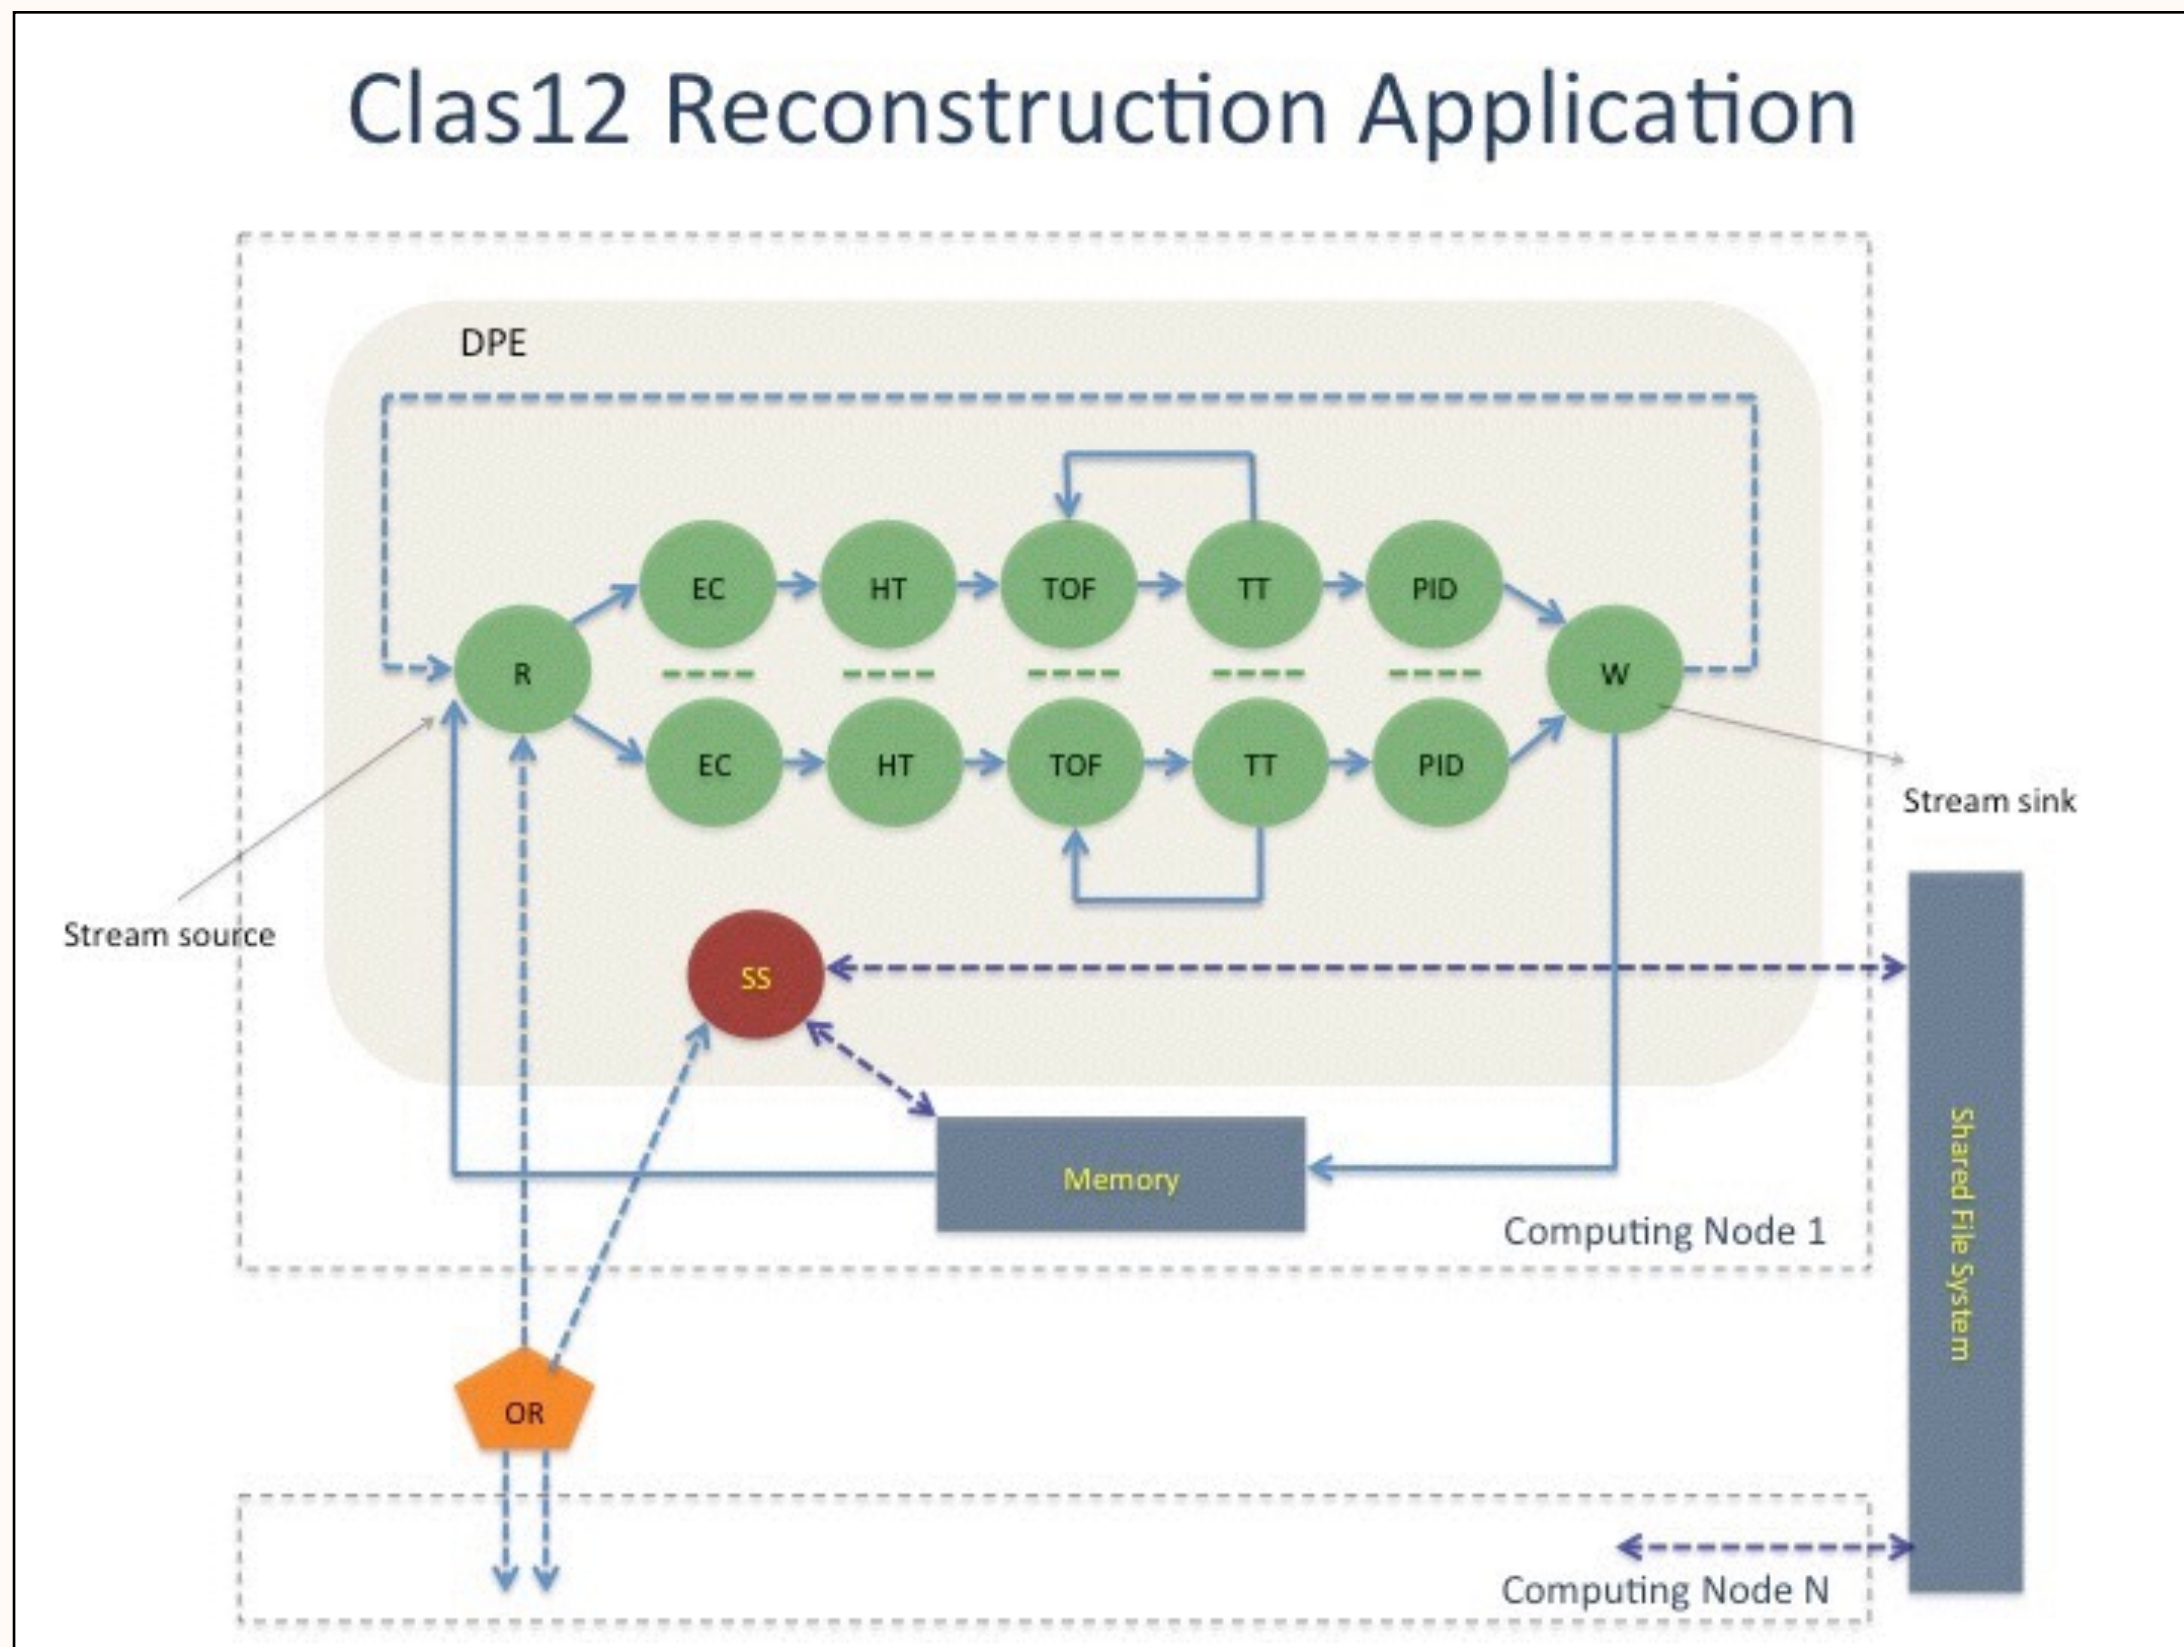 Clas12 Reconstruction Application
DPE
EC
HT
TOF
TT
PID
R
W
EC
HT
TOF
TT
PID
Stream sink
Stream source
SS
Memory
Computing Node 1
Shared File System
OR
Computing Node N